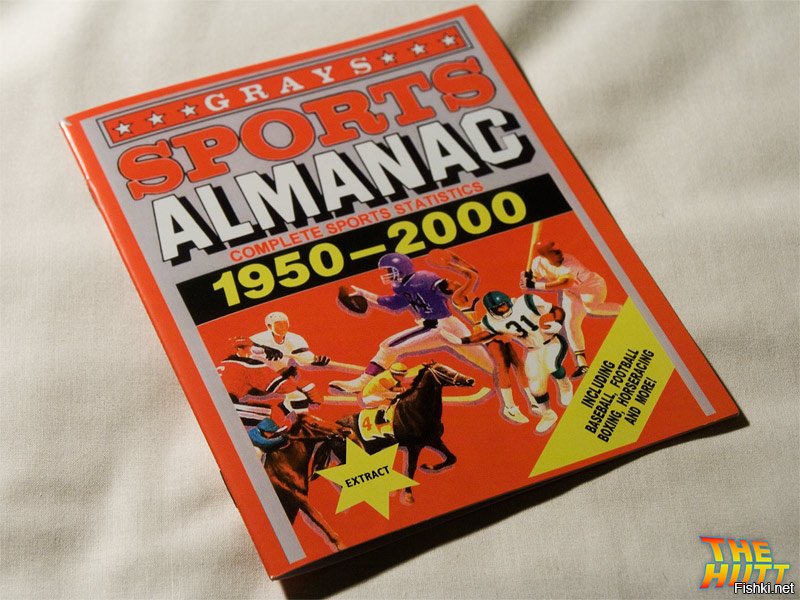 ★ ★ ★ GRAYS ★ ★ ★
SPORTS
ALMANAC
COMPLETE SPORTS STATISTICS
1950–2000
31
4
INCLUDING
BASEBALL, FOOTBALL
BOXING, HORSERACING
AND MORE!
EXTRACT
THE
HUTT
Fishki.net